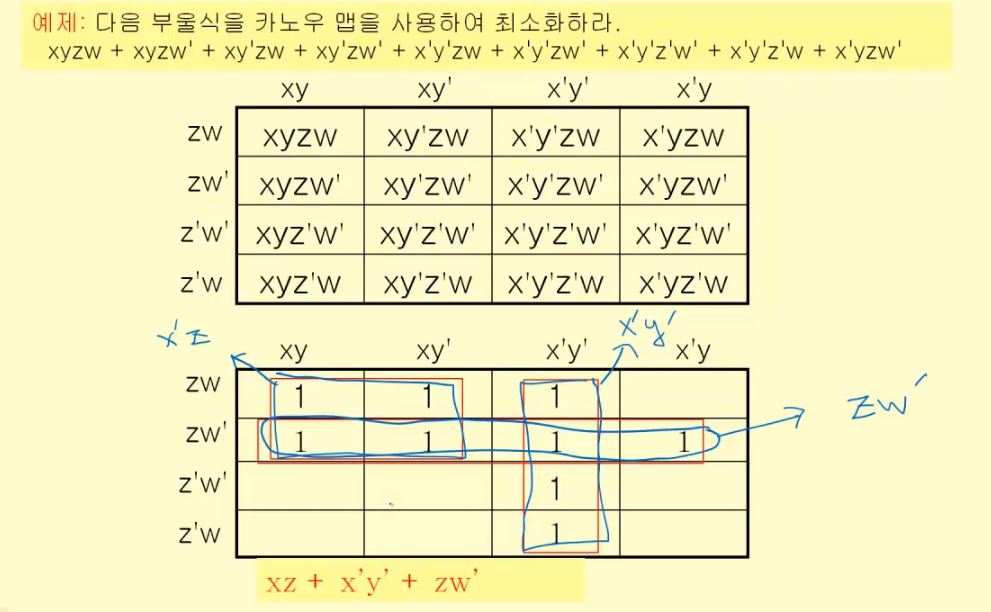 예제: 다음 부울식을 카노우 맵을 사용하여 최소화하라.
xyzw + xyzw' + xy'zw + xy'zw' + x'y'zw + x'y'zw' + x'y'z'w' + x'y'z'w + x'yzw'
xy xy' x'y' x'y
zw xyzw xy'zw x'y'zw x'yzw
zw' xyzw' xy'zw' x'y'zw' x'yzw'
z'w' xyz'w' xy'z'w' x'y'z'w' x'yz'w'
z'w xyz'w xy'z'w x'y'z'w x'yz'w
x'z x'y'
xy xy' x'y' x'y
zw 1 1 1
zw' 1 1 1 1 zw'
z'w' 1
z'w 1
xz + x'y' + zw'